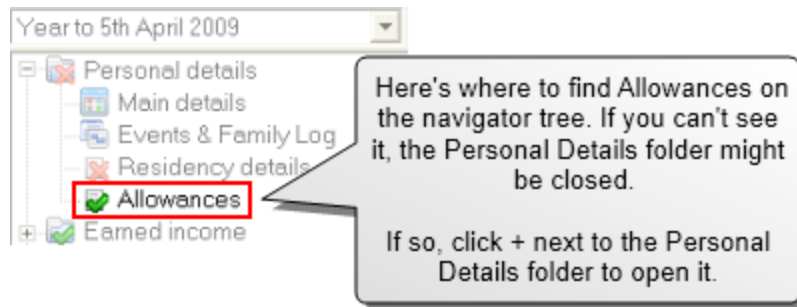 Year to 5th April 2009
Personal details
Main details
Events & Family Log
Residency details
Allowances
Earned income
Here's where to find Allowances on
the navigator tree. If you can't see
it, the Personal Details folder might
be closed.
If so, click + next to the Personal
Details folder to open it.